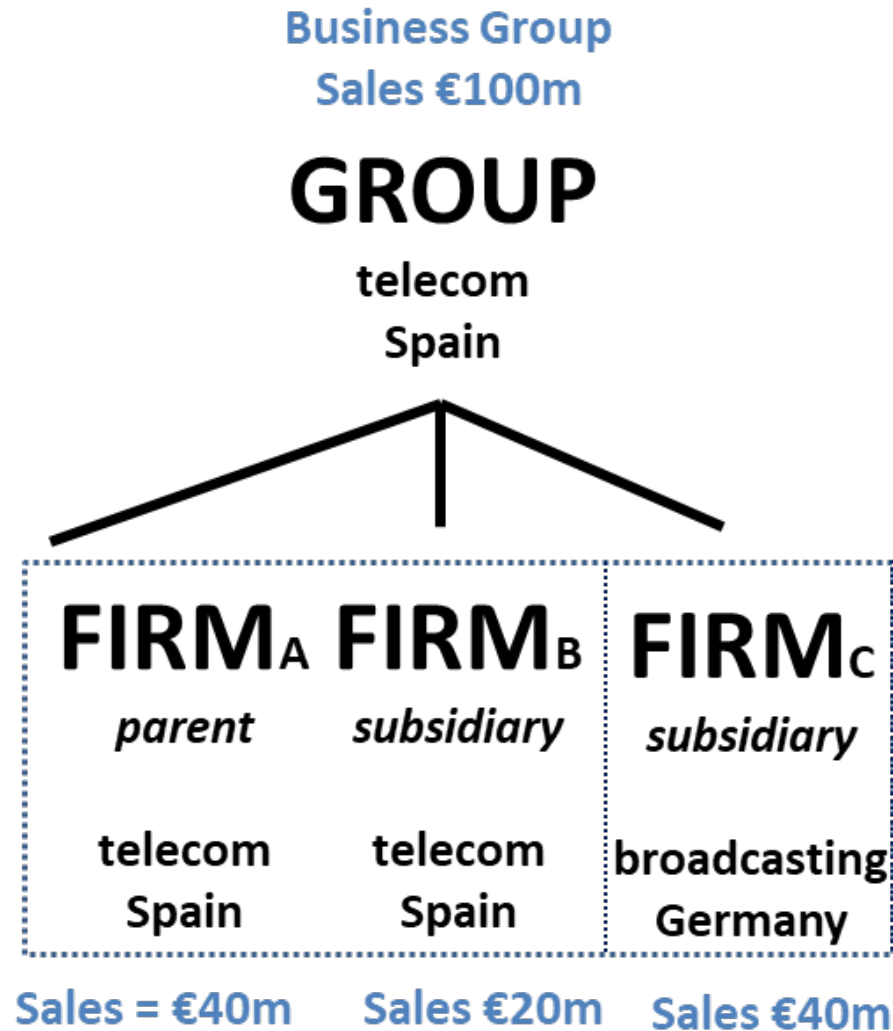 Business Group
Sales €100m
GROUP
telecom
Spain
FIRMA FIRMB FIRMC
parent subsidiary subsidiary
telecom telecom broadcasting
Spain Spain Germany
Sales = €40m Sales €20m Sales €40m